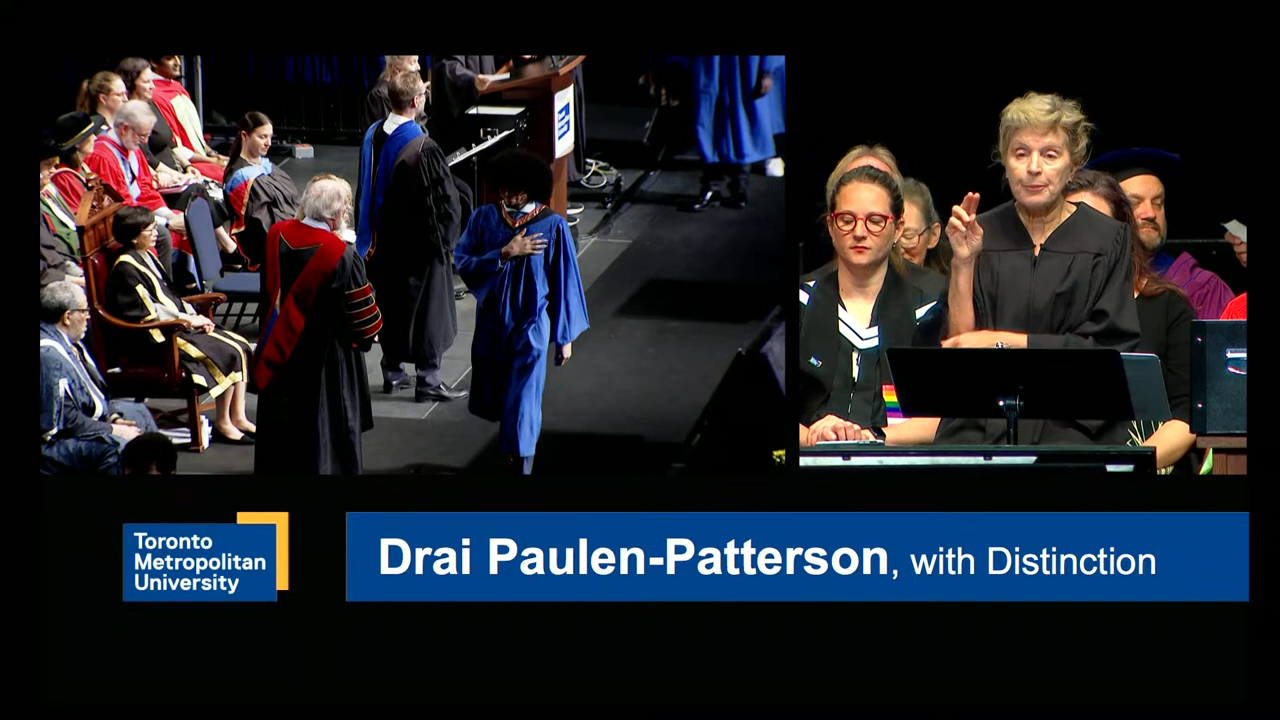 Toronto
Metropolitan
University
Drai Paulen-Patterson, with Distinction